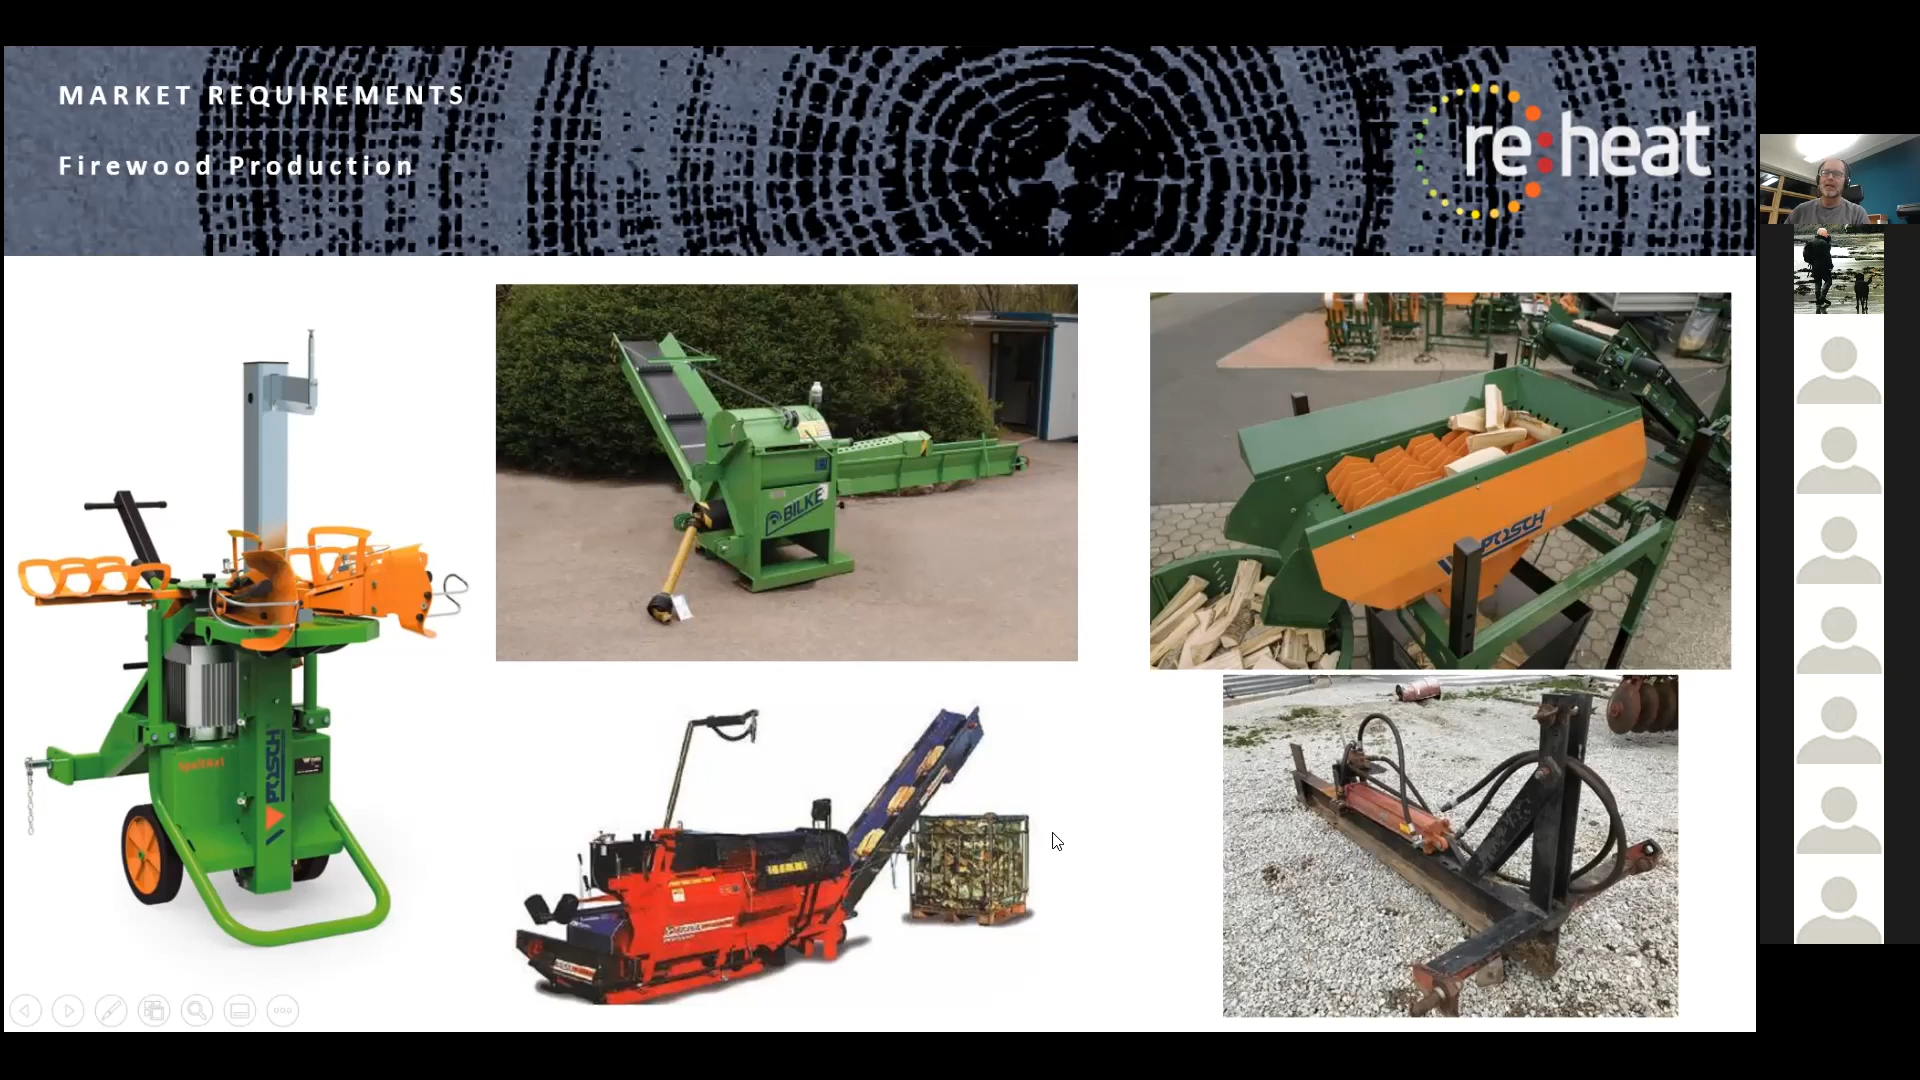 MARKET REQUIREMENTS
Firewood Production
re:heat
BILKE
POSCH
POSCH